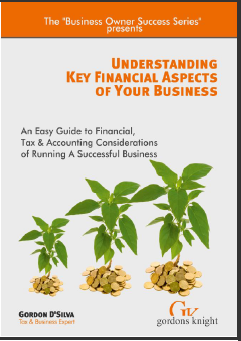 The "Business Owner Success Series"
presents
UNDERSTANDING
KEY FINANCIAL ASPECTS
OF YOUR BUSINESS
An Easy Guide to Financial,
Tax & Accounting Considerations
of Running A Successful Business
GORDON D'SILVA
Tax & Business Expert
gordons knight